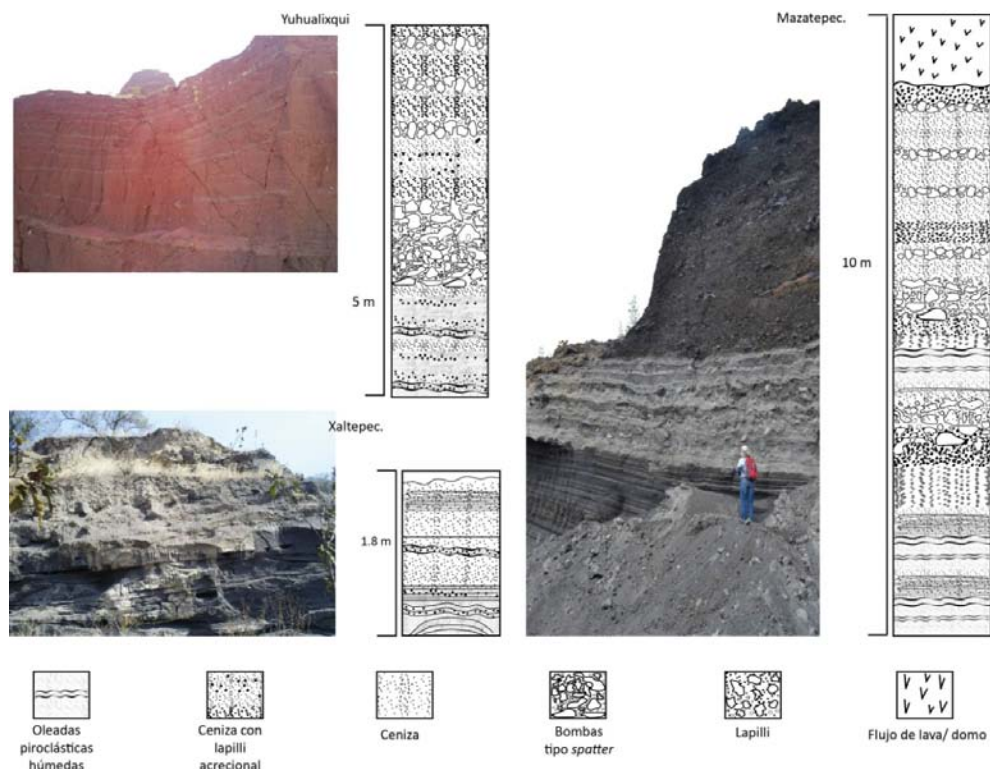 Yuhualixqui
Mazatepec.
5 m
10 m
Xaltepec.
1.8 m
Oleadas
piroclásticas
húmedas
Ceniza con
lapilli
acrecional
Ceniza
Bombas
tipo spatter
Lapilli
Flujo de lava/ domo